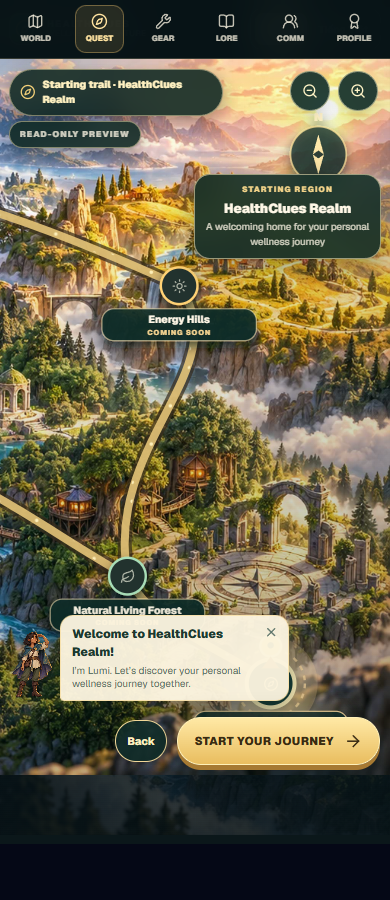 WORLD
QUEST
GEAR
LORE
COMM
PROFILE
Starting trail · HealthClues
Realm
READ-ONLY PREVIEW
STARTING REGION
HealthClues Realm
A welcoming home for your personal
wellness journey
Energy Hills
COMING SOON
Natural Living Forest
Welcome to HealthClues
Realm!
I'm Lumi. Let's discover your personal
wellness journey together.
Back
START YOUR JOURNEY